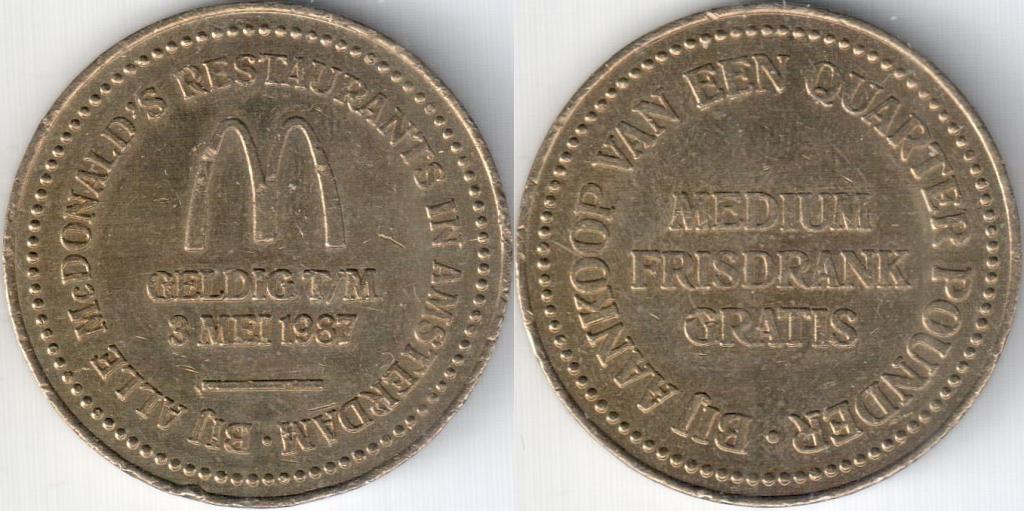 BIJ ALLE McDONALD'S RESTAURANTS IN AMSTERDAM •
GELDIG T/M
3 MEI 1987
BIJ AANKOOP VAN EEN QUARTER POUNDER •
MEDIUM
FRISDRANK
GRATIS